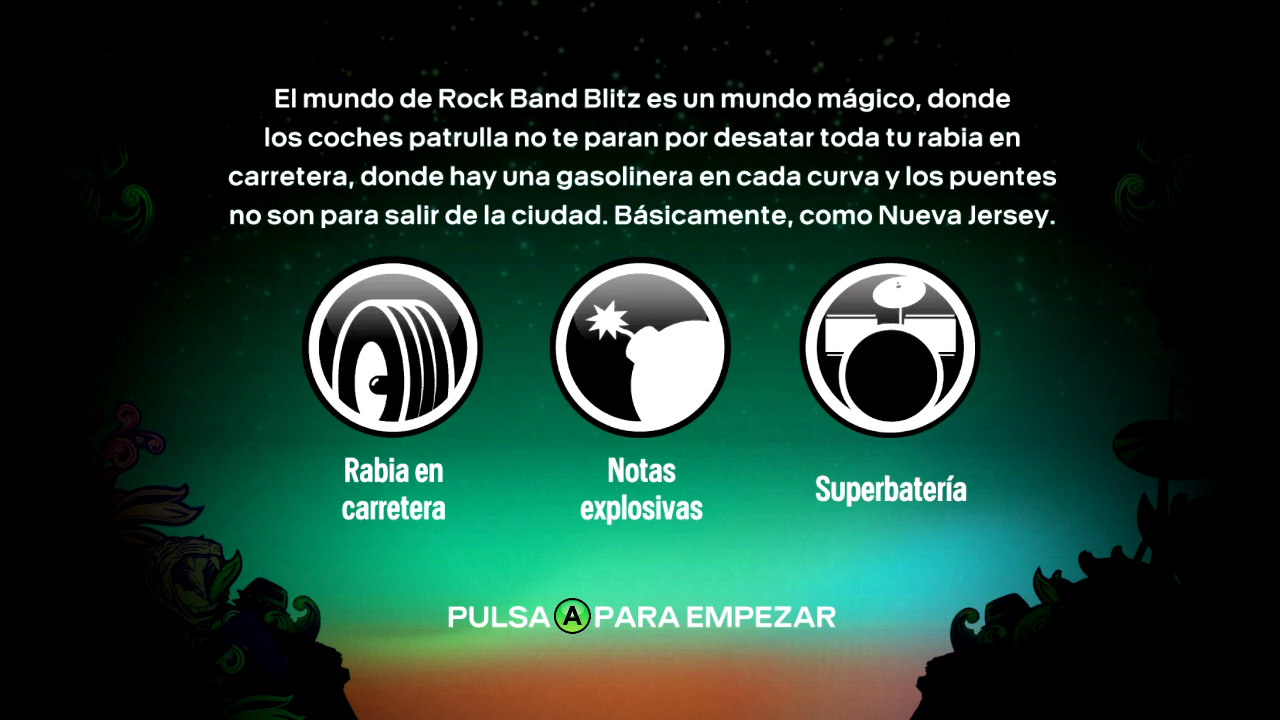 El mundo de Rock Band Blitz es un mundo mágico, donde
los coches patrulla no te paran por desatar toda tu rabia en
carretera, donde hay una gasolinera en cada curva y los puentes
no son para salir de la ciudad. Básicamente, como Nueva Jersey.
Rabia en
carretera
Notas
explosivas
Superbatería
PULSA A PARA EMPEZAR